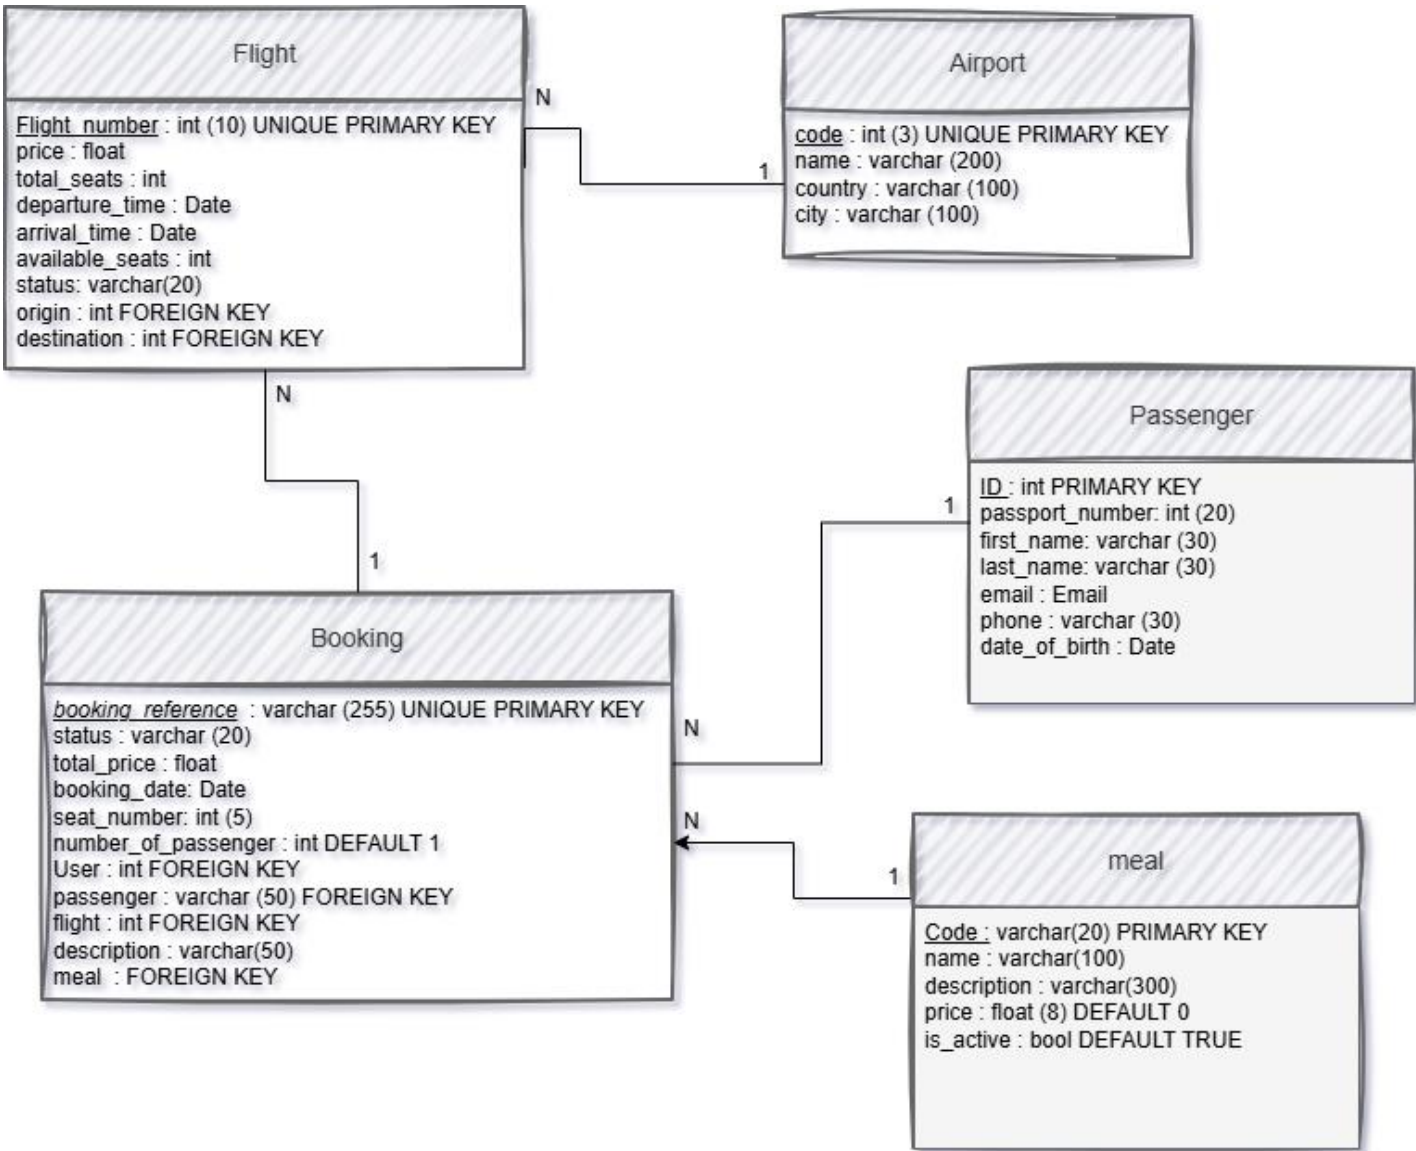 Flight
Flight_number : int (10) UNIQUE PRIMARY KEY
price : float
total_seats : int
departure_time : Date
arrival_time : Date
available_seats : int
status: varchar(20)
origin : int FOREIGN KEY
destination : int FOREIGN KEY
N
1
Airport
code : int (3) UNIQUE PRIMARY KEY
name : varchar (200)
country : varchar (100)
city : varchar (100)
N
1
Passenger
ID : int PRIMARY KEY
passport_number: int (20)
first_name: varchar (30)
last_name: varchar (30)
email : Email
phone : varchar (30)
date_of_birth : Date
1
N
Booking
booking_reference : varchar (255) UNIQUE PRIMARY KEY
status : varchar (20)
total_price : float
booking_date: Date
seat_number: int (5)
number_of_passenger : int DEFAULT 1
User : int FOREIGN KEY
passenger : varchar (50) FOREIGN KEY
flight : int FOREIGN KEY
description : varchar(50)
meal : FOREIGN KEY
N
1
meal
Code : varchar(20) PRIMARY KEY
name : varchar(100)
description : varchar(300)
price : float (8) DEFAULT 0
is_active : bool DEFAULT TRUE